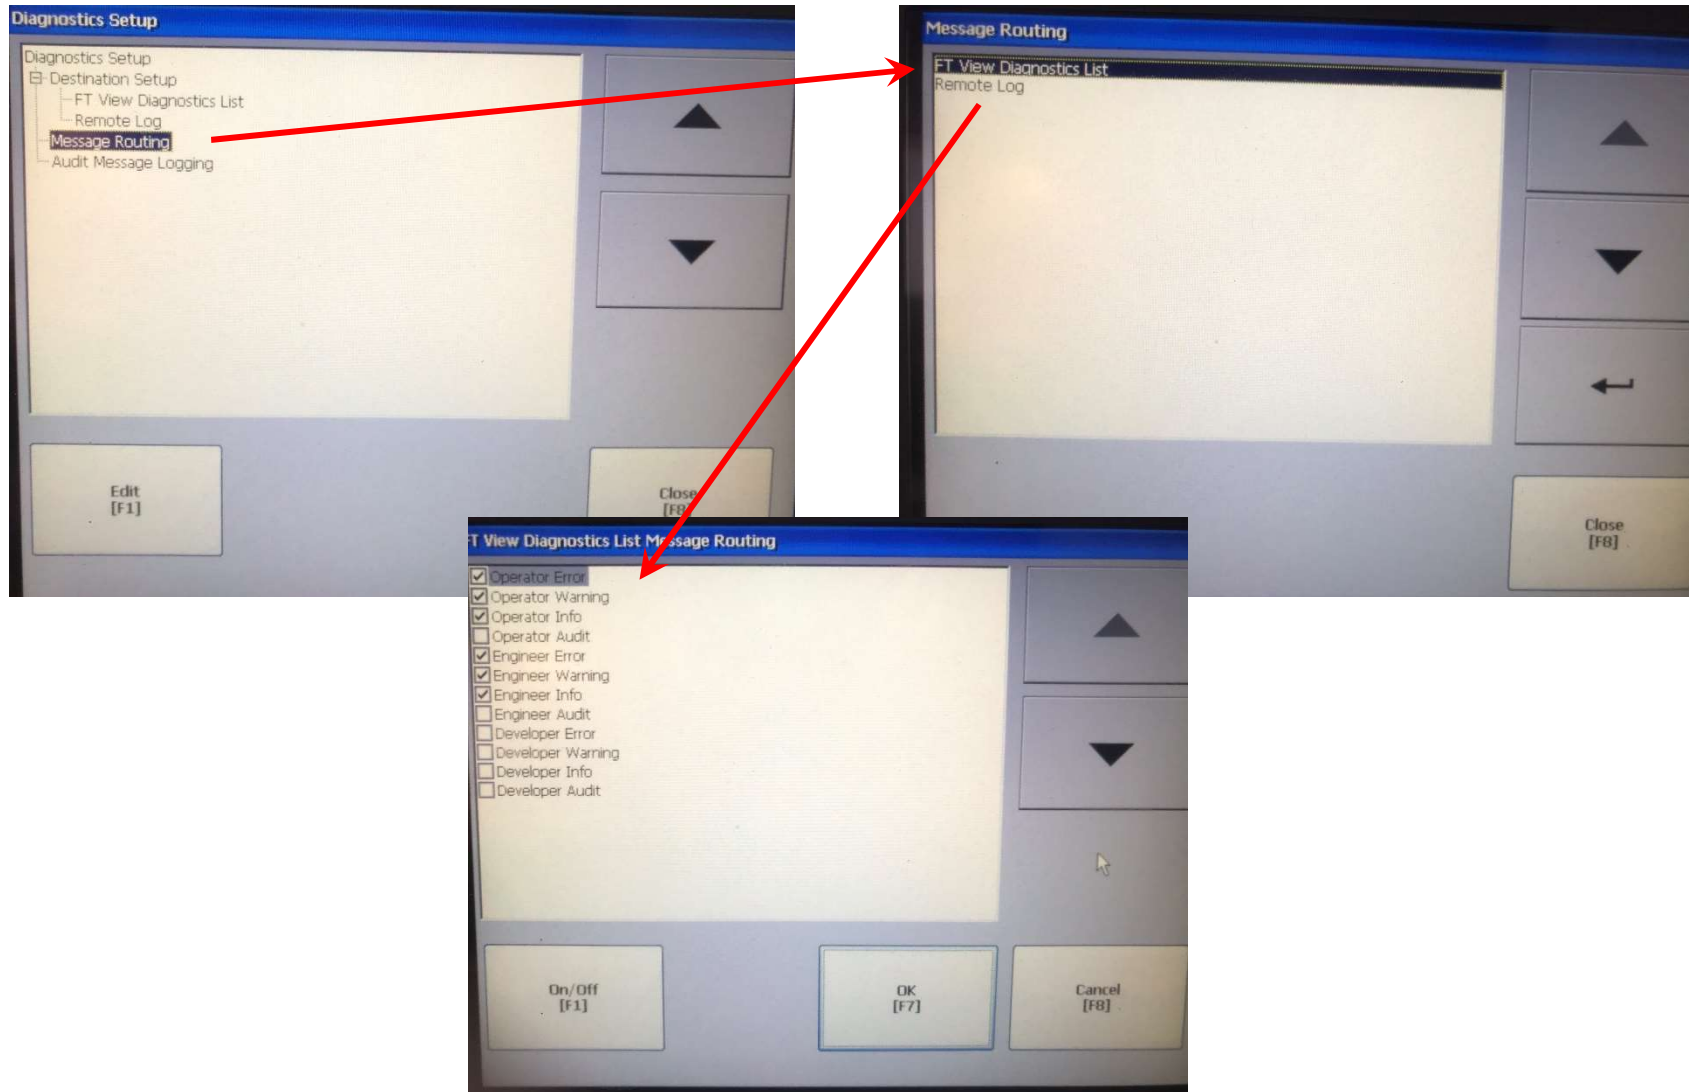 Diagnostics Setup
Diagnostics Setup
Destination Setup
FT View Diagnostics List
Remote Log
Message Routing
Audit Message Logging
Edit
[F1]
Close
[F8]
Message Routing
FT View Diagnostics List
Remote Log
Close
[F8]
FT View Diagnostics List Message Routing
Operator Error
Operator Warning
Operator Info
Operator Audit
Engineer Error
Engineer Warning
Engineer Info
Engineer Audit
Developer Error
Developer Warning
Developer Info
Developer Audit
On/Off
[F1]
OK
[F7]
Cancel
[F8]